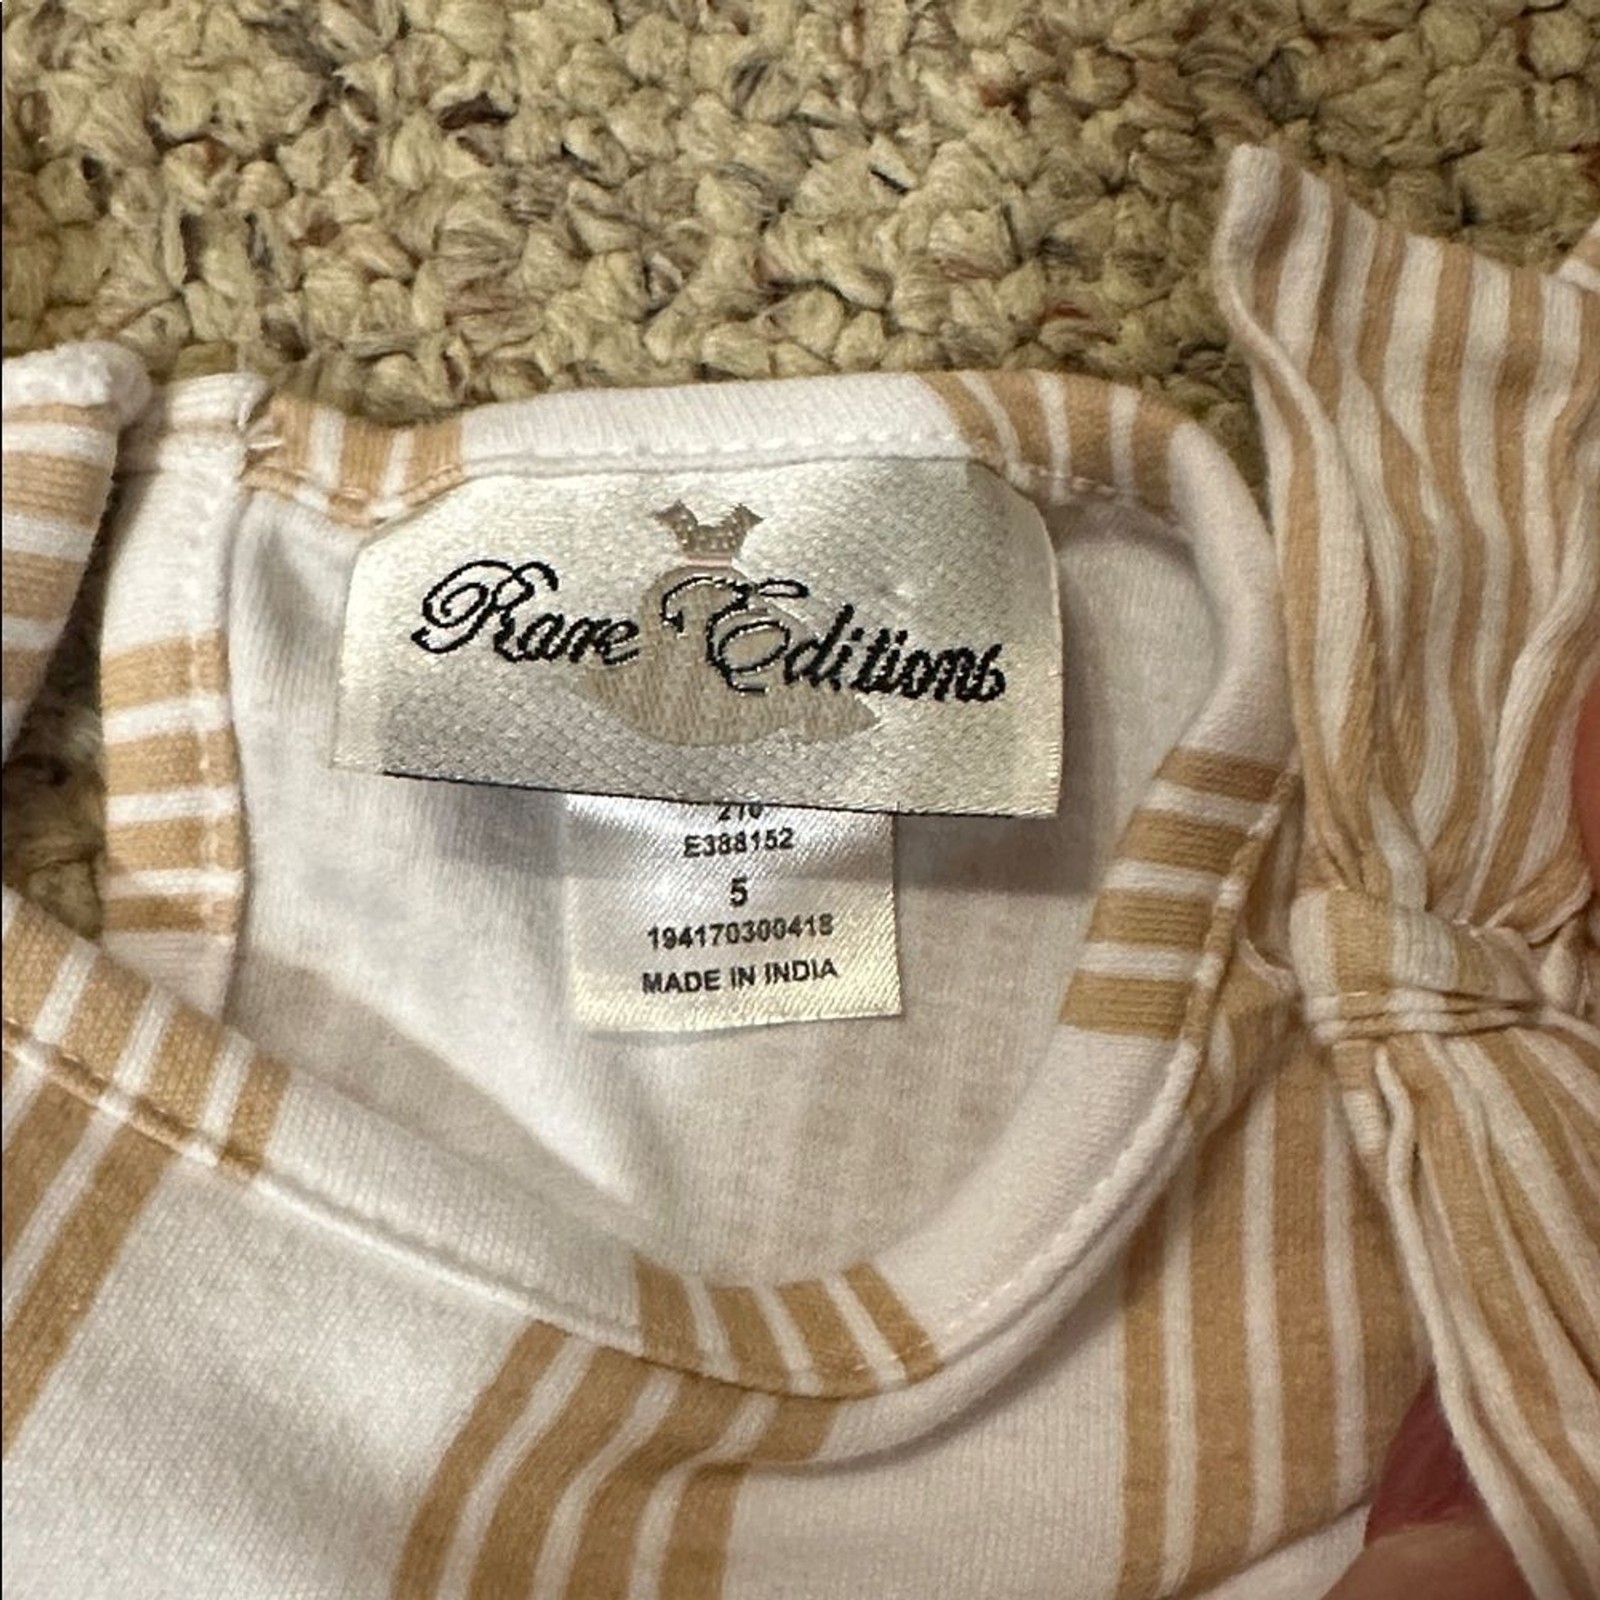 Rare Editions
E388152
5
194170300418
MADE IN INDIA